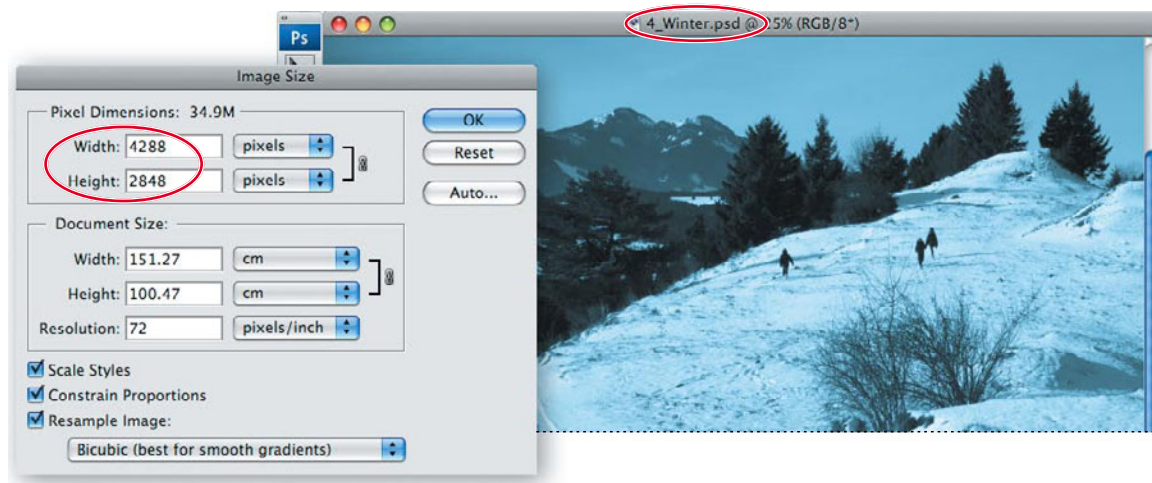 Ps
4_Winter.psd @ 25% (RGB/8*)
Image Size
Pixel Dimensions: 34.9M
Width: 4288 pixels
Height: 2848 pixels
OK
Reset
Auto...
Document Size:
Width: 151.27 cm
Height: 100.47 cm
Resolution: 72 pixels/inch
Scale Styles
Constrain Proportions
Resample Image:
Bicubic (best for smooth gradients)